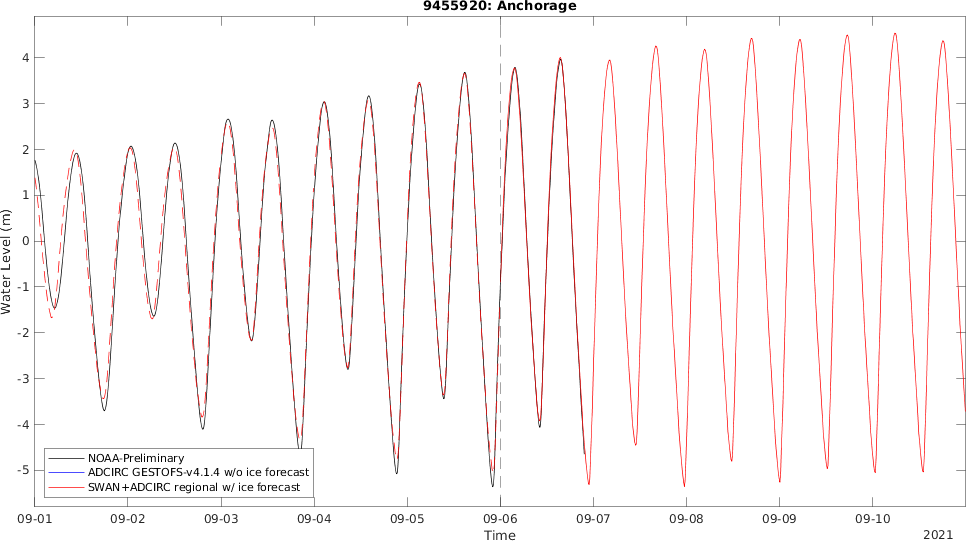 9455920: Anchorage
Water Level (m)
4
3
2
1
0
-1
-2
-3
-4
-5
NOAA-Preliminary
ADCIRC GESTOFS-v4.1.4 w/o ice forecast
SWAN+ADCIRC regional w/ ice forecast
09-01 09-02 09-03 09-04 09-05 09-06 09-07 09-08 09-09 09-10
Time
2021